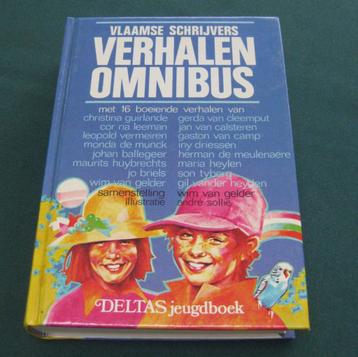 VLAAMSE SCHRIJVERS
VERHALEN
OMNIBUS
met 16 boeiende verhalen van
christina guirlande gerda van cleemput
cor ria leeman jan van calsteren
leopold vermeiren gaston van camp
monda de munck iny driessen
johan ballegeer herman de meulenaere
maurits huybrechts maria heylen
jo briels son tyberg
wim van gelder gil vander heyden
samenstelling wim van gelder
illustratie andré sollie
DELTAS jeugdboek